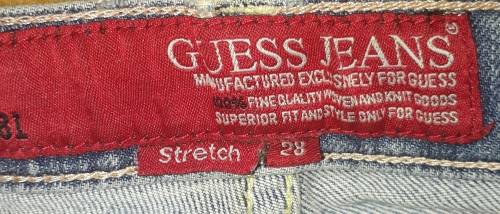 GUESS JEANS®
MANUFACTURED EXCLUSIVELY FOR GUESS
100% FINE QUALITY WOVEN AND KNIT GOODS
SUPERIOR FIT AND STYLE ONLY FOR GUESS
81
Stretch 28